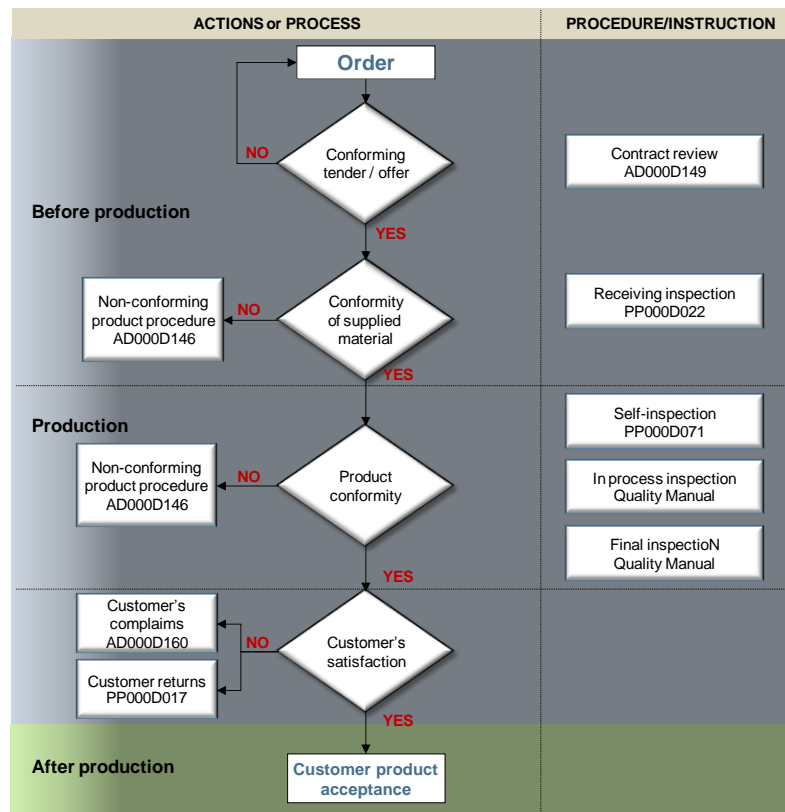 ACTIONS or PROCESS
PROCEDURE/INSTRUCTION
Order
NO
Conforming
tender / offer
Contract review
AD000D149
Before production
YES
Non-conforming
product procedure
AD000D146
NO
Conformity
of supplied
material
Receiving inspection
PP000D022
YES
Production
Self-inspection
PP000D071
Non-conforming
product procedure
AD000D146
NO
Product
conformity
In process inspection
Quality Manual
Final inspectioN
Quality Manual
YES
Customer's
complaims
AD000D160
NO
Customer's
satisfaction
Customer returns
PP000D017
YES
After production
Customer product
acceptance